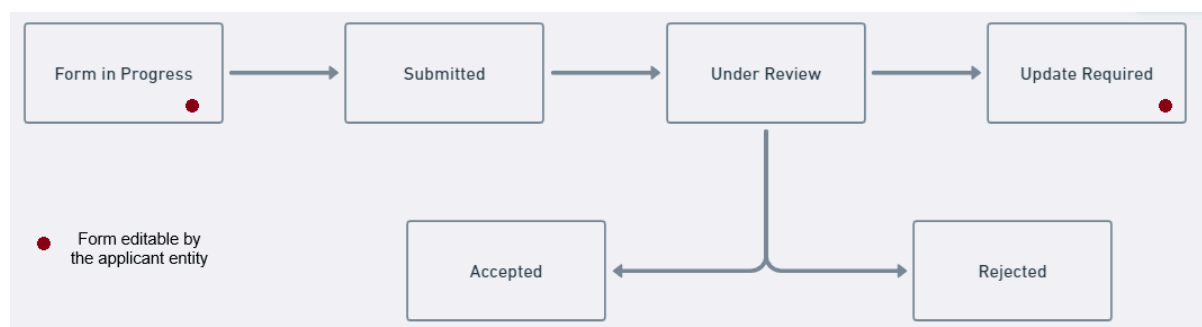 Form in Progress
Submitted
Under Review
Update Required
Form editable by
the applicant entity
Accepted
Rejected